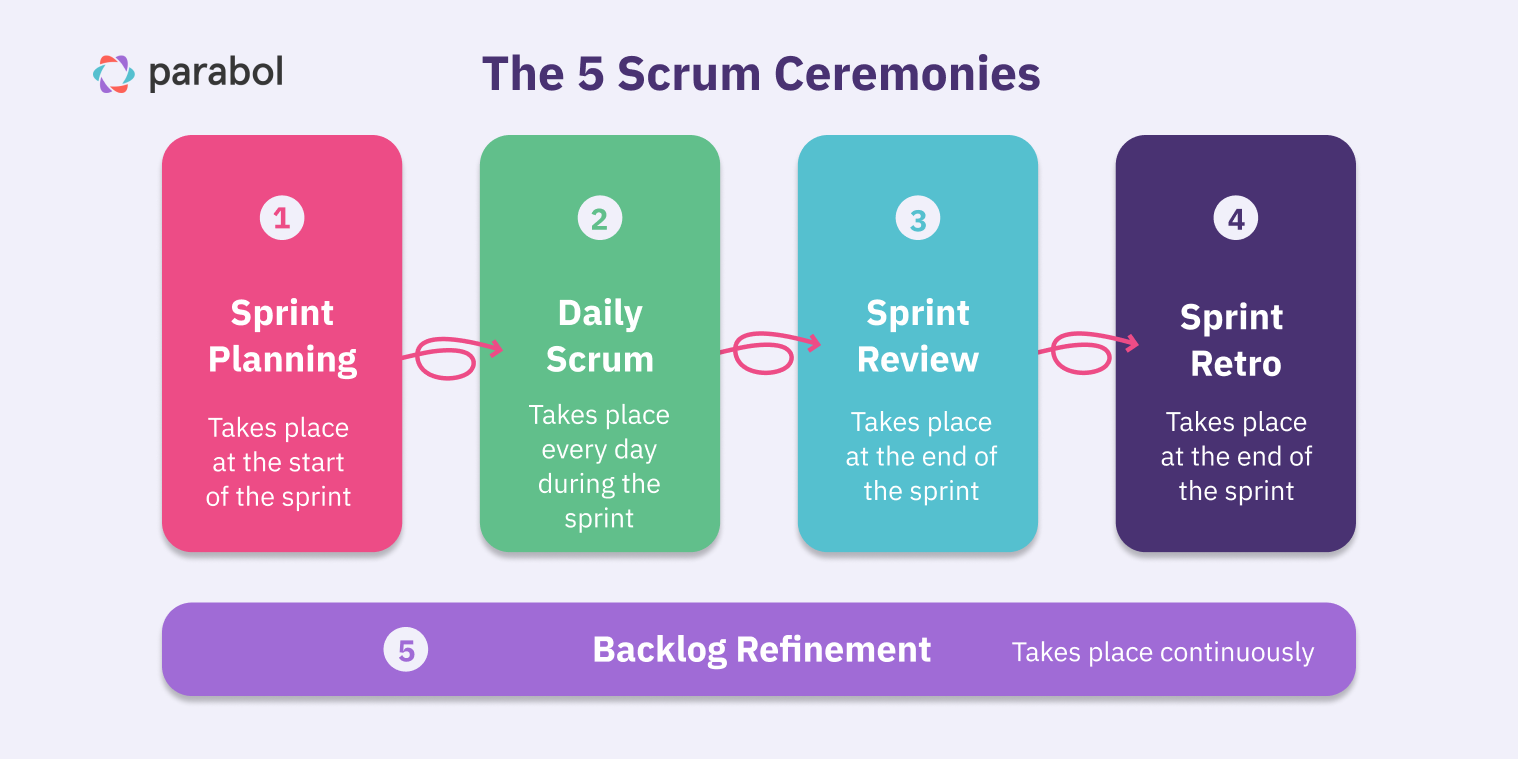 parabol
The 5 Scrum Ceremonies
1
Sprint
Planning
Takes place
at the start
of the sprint
2
Daily
Scrum
Takes place
every day
during the
sprint
3
Sprint
Review
Takes place
at the end of
the sprint
4
Sprint
Retro
Takes place
at the end of
the sprint
5
Backlog Refinement
Takes place continuously